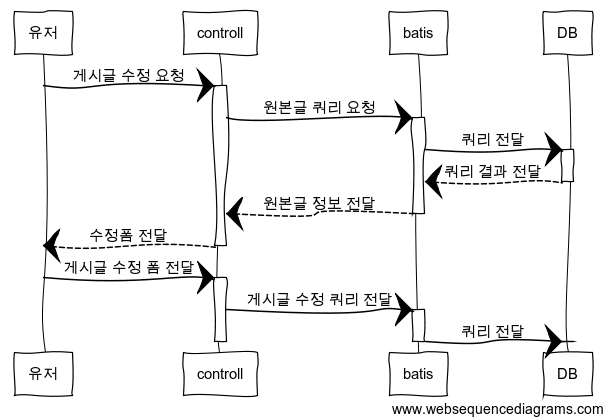 유저 controll batis DB
게시글 수정 요청
원본글 쿼리 요청
쿼리 전달
쿼리 결과 전달
원본글 정보 전달
수정폼 전달
게시글 수정 폼 전달
게시글 수정 쿼리 전달
쿼리 전달
유저 controll batis DB
www.websequencediagrams.com